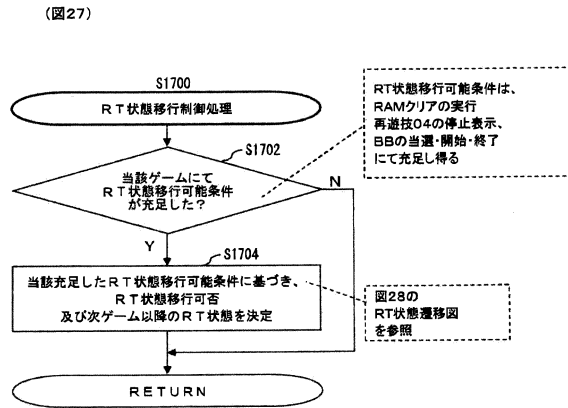 （図27）
S1700
ＲＴ状態移行制御処理
S1702
当該ゲームにて
ＲＴ状態移行可能条件
が充足した？
N
Y
RT状態移行可能条件は、
RAMクリアの実行
再遊技04の停止表示、
BBの当選・開始・終了
にて充足し得る
S1704
当該充足したＲＴ状態移行可能条件に基づき、
ＲＴ状態移行可否
及び次ゲーム以降のＲＴ状態を決定
図28の
RT状態遷移図
を参照
ＲＥＴＵＲＮ